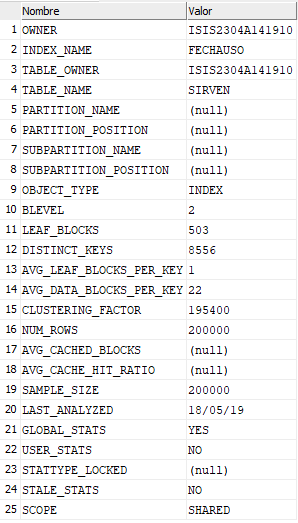 Nombre Valor
1 OWNER ISIS2304A141910
2 INDEX_NAME FECHAUSO
3 TABLE_OWNER ISIS2304A141910
4 TABLE_NAME SIRVEN
5 PARTITION_NAME (null)
6 PARTITION_POSITION (null)
7 SUBPARTITION_NAME (null)
8 SUBPARTITION_POSITION (null)
9 OBJECT_TYPE INDEX
10 BLEVEL 2
11 LEAF_BLOCKS 503
12 DISTINCT_KEYS 8556
13 AVG_LEAF_BLOCKS_PER_KEY 1
14 AVG_DATA_BLOCKS_PER_KEY 22
15 CLUSTERING_FACTOR 195400
16 NUM_ROWS 200000
17 AVG_CACHED_BLOCKS (null)
18 AVG_CACHE_HIT_RATIO (null)
19 SAMPLE_SIZE 200000
20 LAST_ANALYZED 18/05/19
21 GLOBAL_STATS YES
22 USER_STATS NO
23 STATTYPE_LOCKED (null)
24 STALE_STATS NO
25 SCOPE SHARED